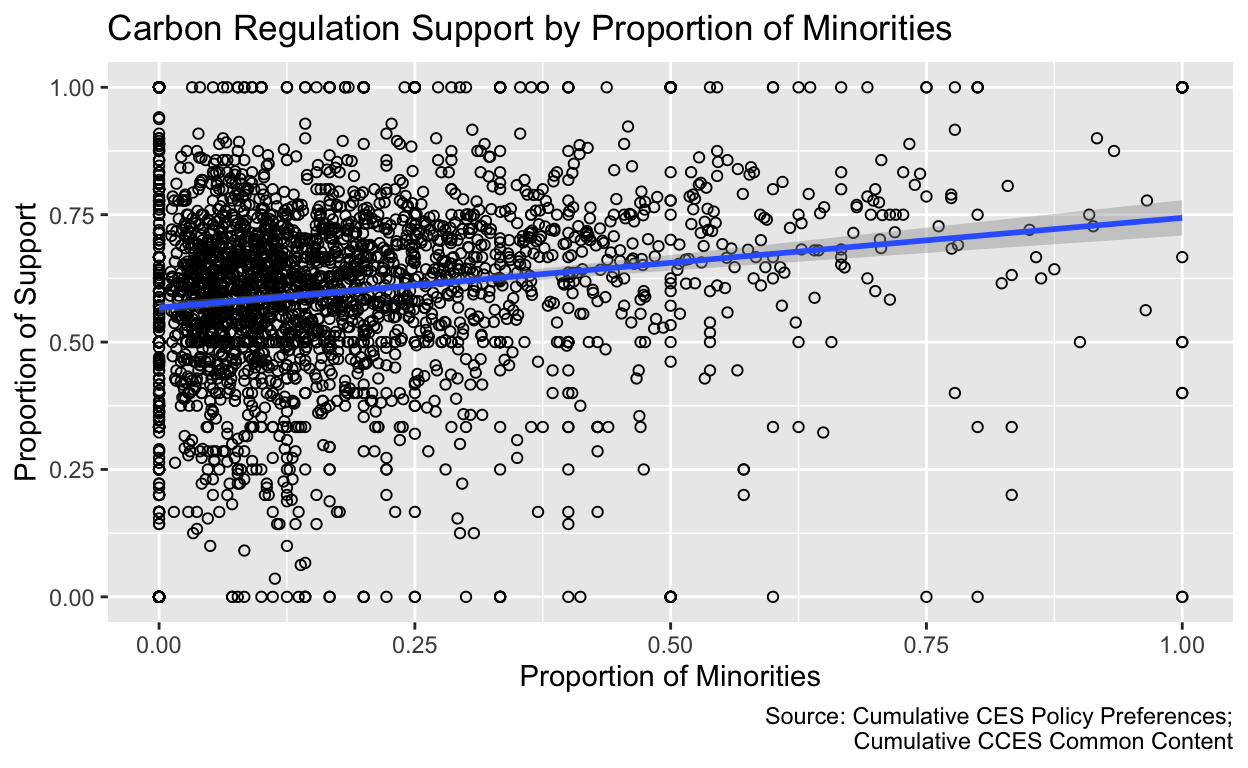 Carbon Regulation Support by Proportion of Minorities
1.00
0.75
0.50
0.25
0.00
Proportion of Support
0.00 0.25 0.50 0.75 1.00
Proportion of Minorities
Source: Cumulative CES Policy Preferences;
Cumulative CCES Common Content